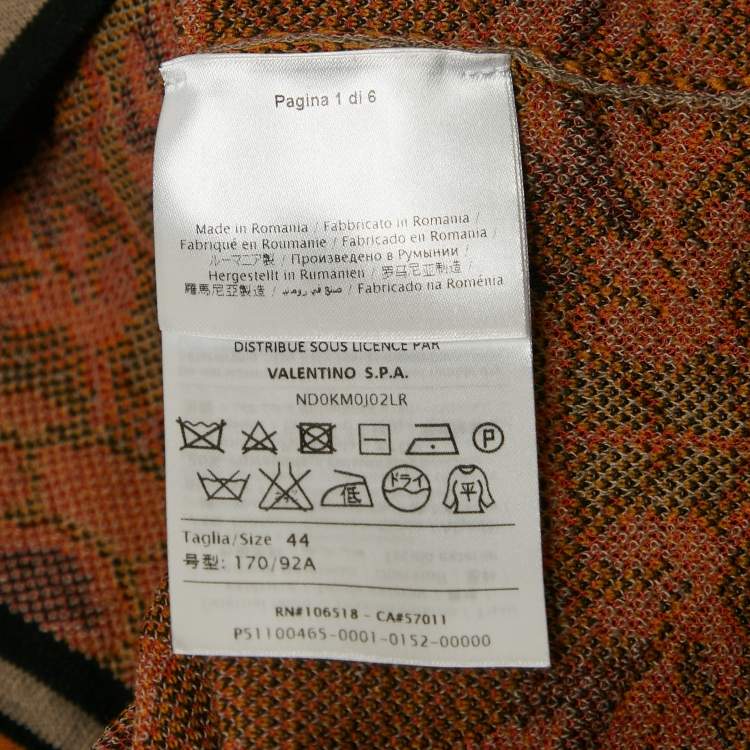 Pagina 1 di 6
Made in Romania / Fabbricato in Romania /
Fabriqué en Roumanie / Fabricado en Romania /
ルーマニア製 / Произведено в Румынии /
Hergestellt in Rumänien / 罗马尼亚制造 /
羅馬尼亞製造 / صنع في رومانيا / Fabricado na Roménia
DISTRIBUE SOUS LICENCE PAR
VALENTINO S.P.A.
ND0KM0J02LR
P
低 ドライ 平
Taglia/Size 44
号型: 170/92A
RN#106518 - CA#57011
P51100465-0001-0152-00000